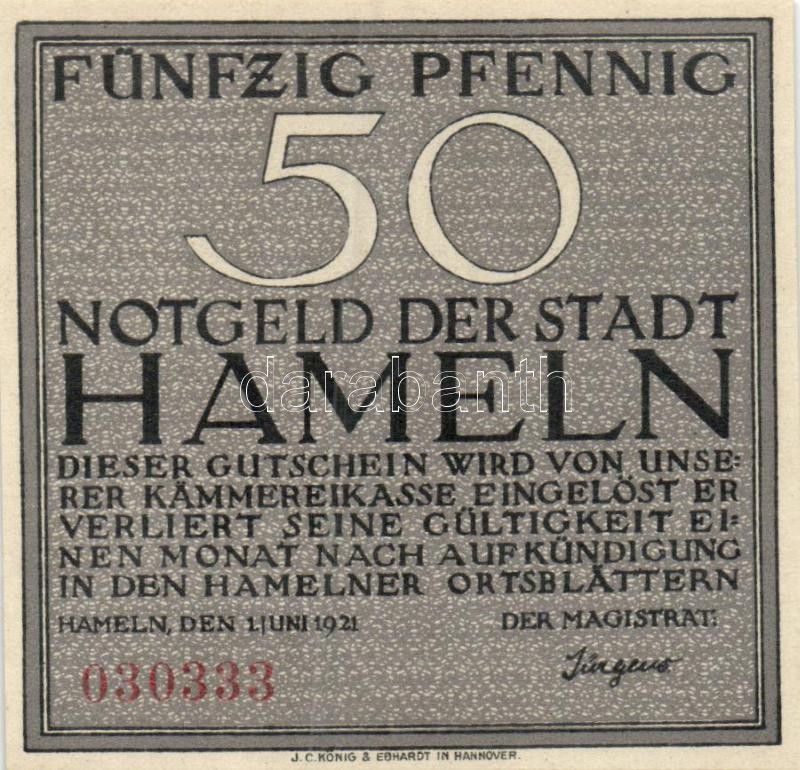 FÜNFZIG PFENNIG
50
NOTGELD DER STADT
HAMELN
darabanth
DIESER GUTSCHEIN WIRD VON UNSE=
RER KÄMMEREIKASSE EINGELÖST ER
VERLIERT SEINE GÜLTIGKEIT EI=
NEN MONAT NACH AUFKÜNDIGUNG
IN DEN HAMELNER ORTSBLÄTTERN
HAMELN, DEN 1. JUNI 1921 DER MAGISTRAT:
030333 Jürgens
J. C. KÖNIG & EBHARDT IN HANNOVER.